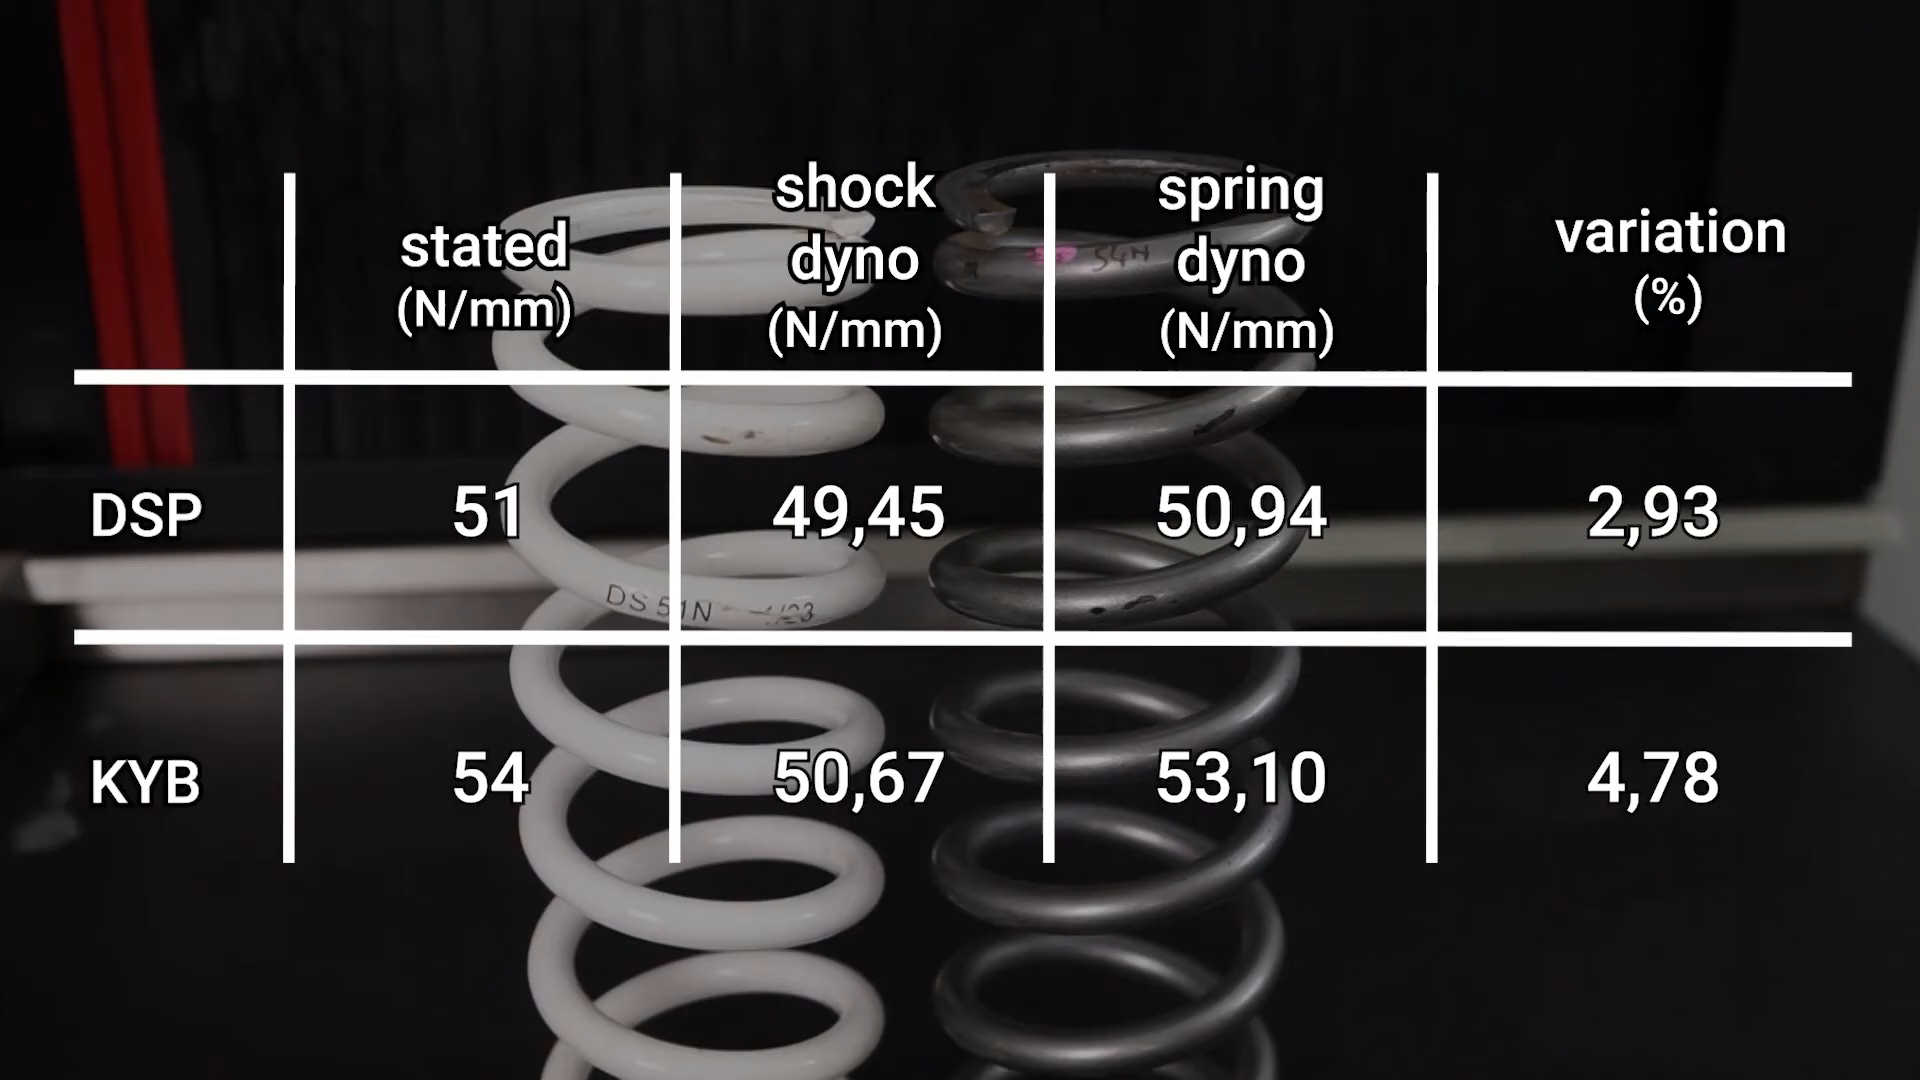 stated
(N/mm)
shock
dyno
(N/mm)
spring
dyno
(N/mm)
variation
(%)
DSP
51
49,45
50,94
2,93
KYB
54
50,67
53,10
4,78
54N
DS 51N